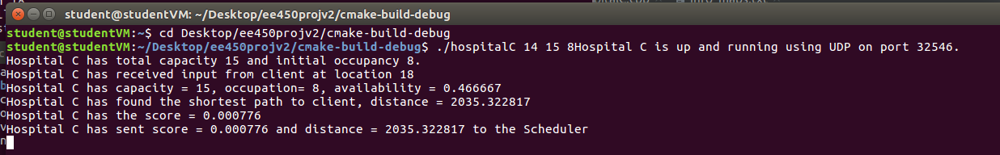 student@studentVM: ~/Desktop/ee450projv2/cmake-build-debug
student@studentVM:~$ cd Desktop/ee450projv2/cmake-build-debug
student@studentVM:~/Desktop/ee450projv2/cmake-build-debug$ ./hospitalC 14 15 8Hospital C is up and running using UDP on port 32546.
Hospital C has total capacity 15 and initial occupancy 8.
Hospital C has received input from client at location 18
Hospital C has capacity = 15, occupation= 8, availability = 0.466667
Hospital C has found the shortest path to client, distance = 2035.322817
Hospital C has the score = 0.000776
Hospital C has sent score = 0.000776 and distance = 2035.322817 to the Scheduler